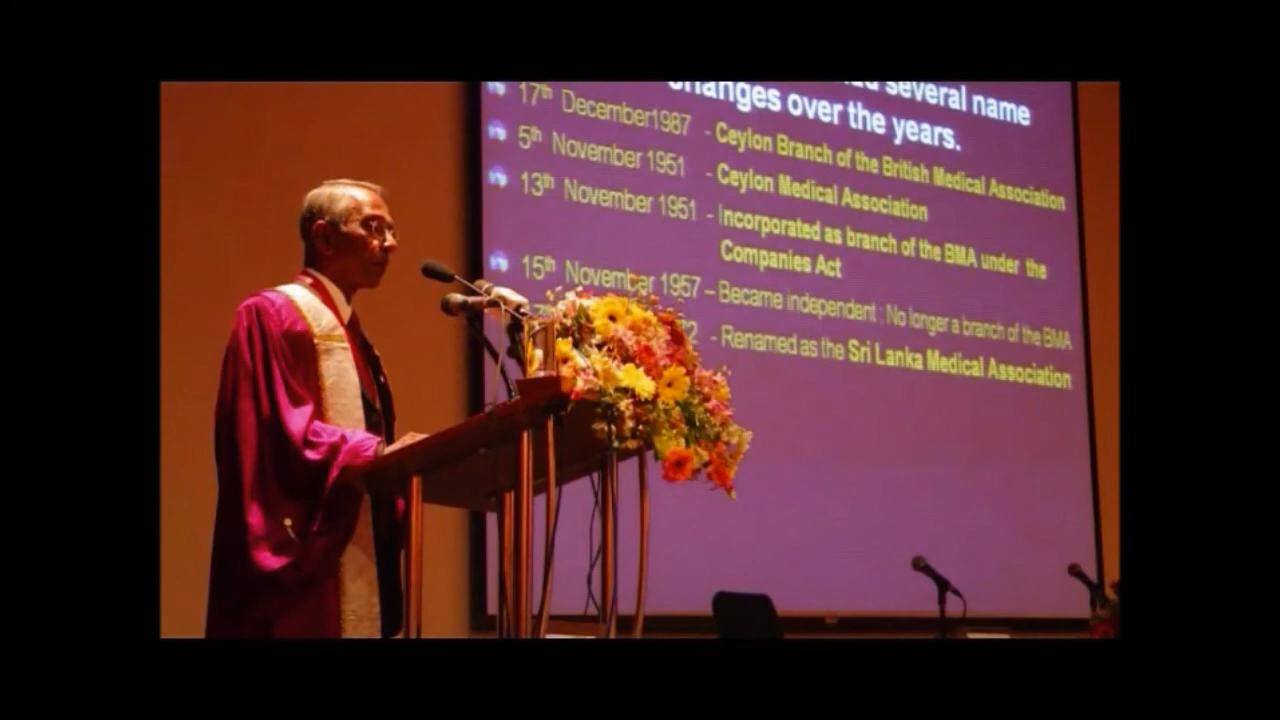 several name
changes over the years.
17th December1987 - Ceylon Branch of the British Medical Association
5th November 1951 - Ceylon Medical Association
13th November 1951 - Incorporated as branch of the BMA under the
Companies Act
15th November 1957 – Became independent : No longer a branch of the BMA
2 - Renamed as the Sri Lanka Medical Association